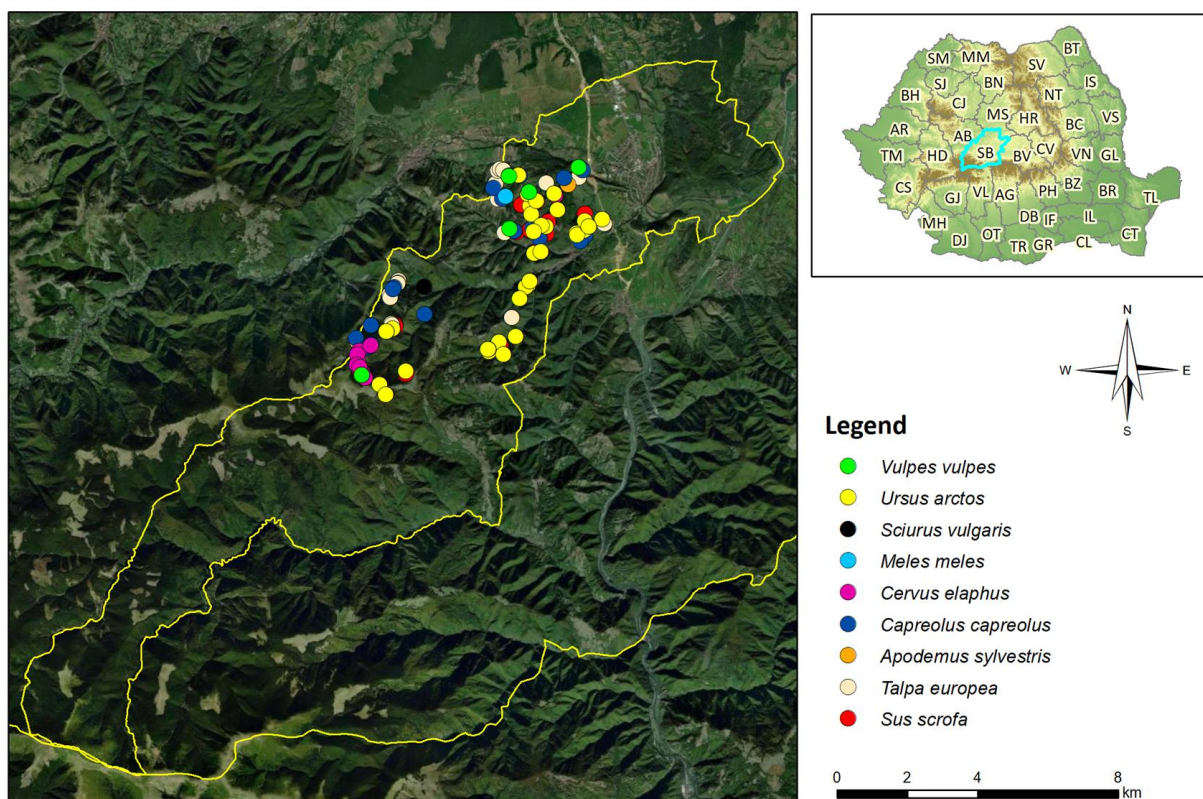 BT
SM MM SV
SJ BN IS
BH CJ NT
MS HR VS
AR AB BC
TM HD SB BV CV VN GL
CS GJ VL AG PH BZ BR TL
MH DB IF IL
DJ OT TR GR CL CT
N
W E
S
Legend
Vulpes vulpes
Ursus arctos
Sciurus vulgaris
Meles meles
Cervus elaphus
Capreolus capreolus
Apodemus sylvestris
Talpa europea
Sus scrofa
0 2 4 8
km